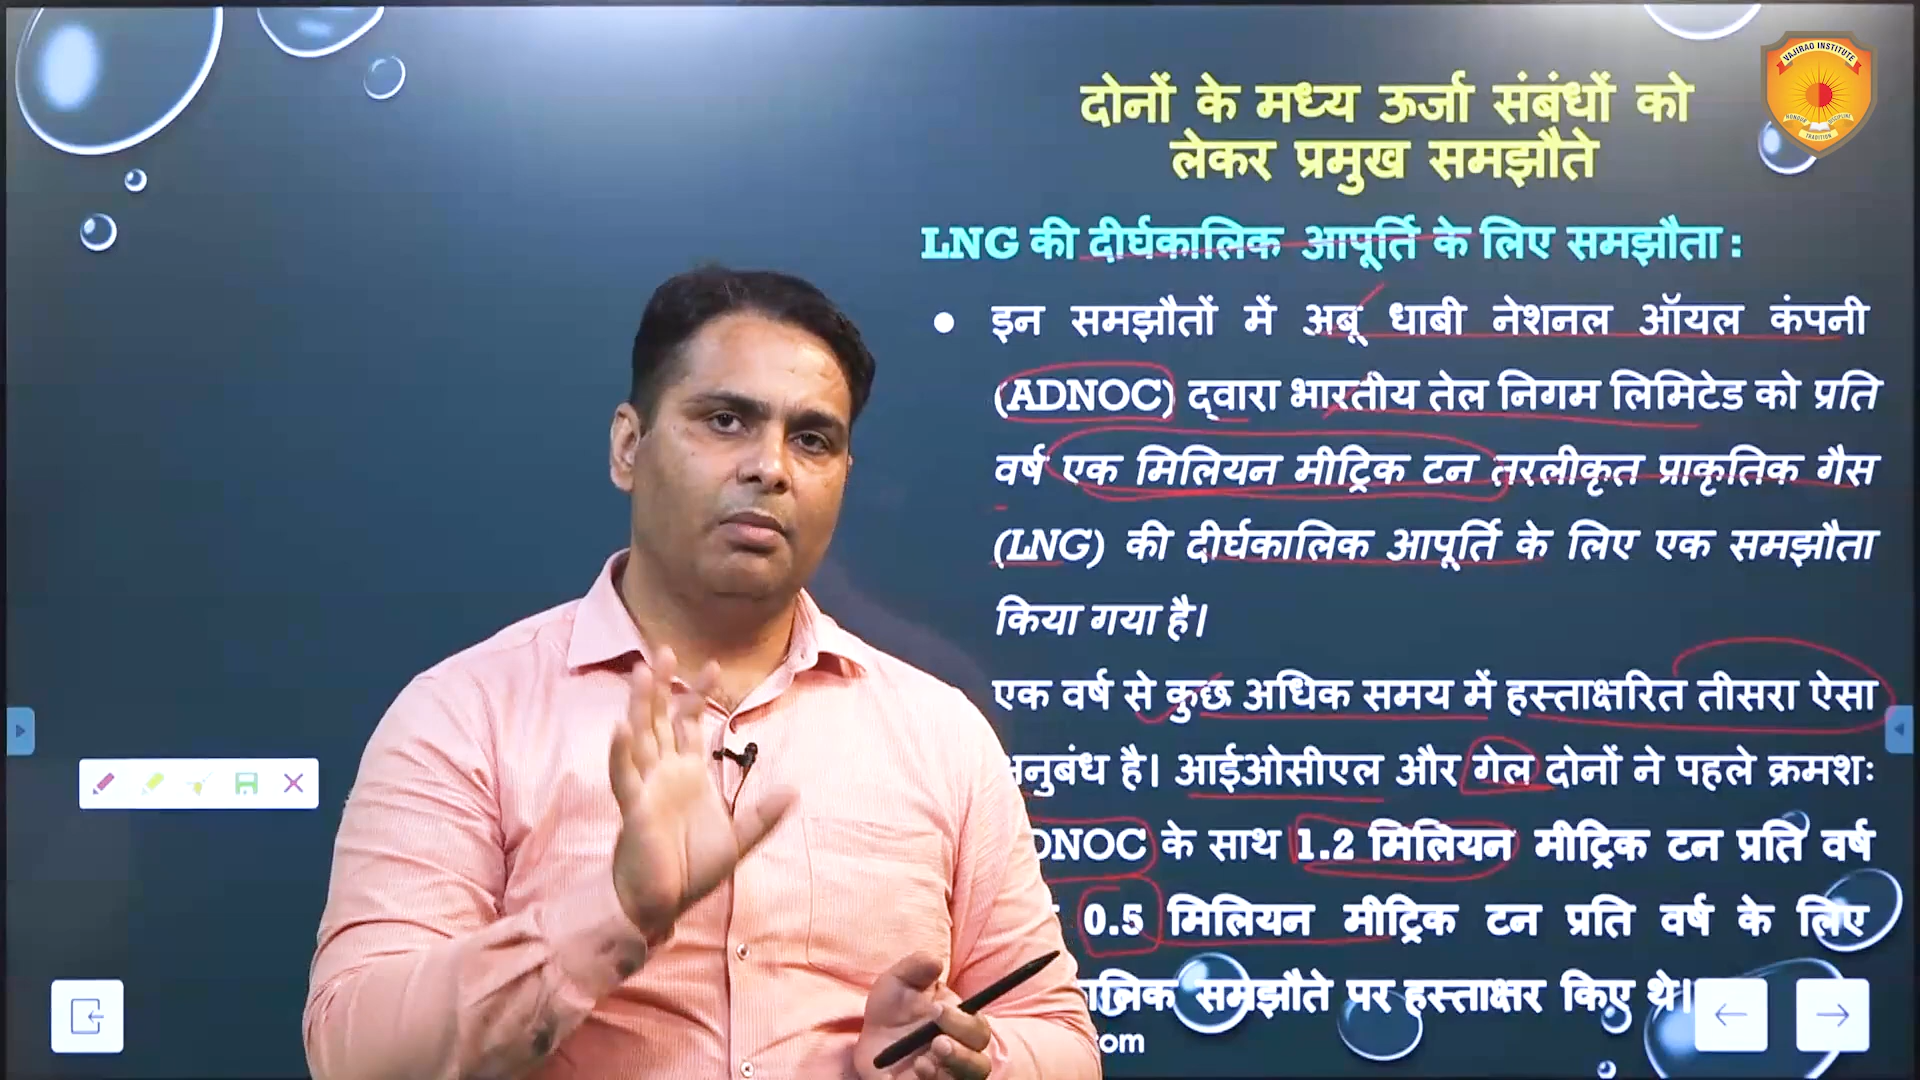 VAJIRAO INSTITUTE
TRADITION
दोनों के मध्य ऊर्जा संबंधों को
लेकर प्रमुख समझौते
LNG की दीर्घकालिक आपूर्ति के लिए समझौता :
● इन समझौतों में अबू धाबी नेशनल ऑयल कंपनी
(ADNOC) द्वारा भारतीय तेल निगम लिमिटेड को प्रति
वर्ष एक मिलियन मीट्रिक टन तरलीकृत प्राकृतिक गैस
(LNG) की दीर्घकालिक आपूर्ति के लिए एक समझौता
किया गया है।
एक वर्ष से कुछ अधिक समय में हस्ताक्षरित तीसरा ऐसा
है। आईओसीएल और गेल दोनों ने पहले क्रमशः
के साथ 1.2 मिलियन मीट्रिक टन प्रति वर्ष
0.5 मिलियन मीट्रिक टन प्रति वर्ष के लिए
समझौते पर हस्ताक्षर किए थे।